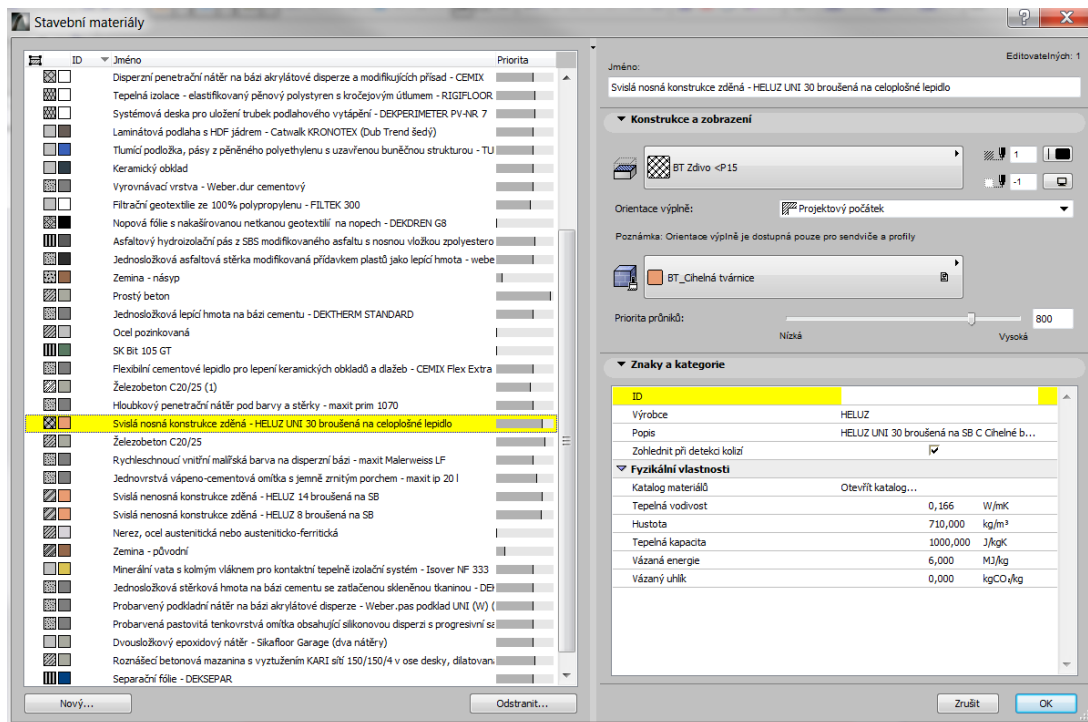 Stavební materiály
ID
Jméno
Priorita
Disperzní penetrační nátěr na bázi akrylátové disperze a modifikujících přísad - CEMIX
Tepelná izolace - elastifikovaný pěnový polystyren s kročejovým útlumem - RIGIFLOOR
Systémová deska pro uložení trubek podlahového vytápění - DEKPERIMETER PV-NR 7
Laminátová podlaha s HDF jádrem - Catwalk KRONOTEX (Dub Trend šedý)
Tlumící podložka, pásy z pěněného polyethylenu s uzavřenou buněčnou strukturou - TU
Keramický obklad
Vyrovnávací vrstva - Weber.dur cementový
Filtrační geotextilie ze 100% polypropylenu - FILTEK 300
Nopová fólie s nakašírovanou netkanou geotextilií na nopech - DEKDREN G8
Asfaltový hydroizolační pás z SBS modifikovaného asfaltu s nosnou vložkou zpolyestero
Jednosložková asfaltová stěrka modifikovaná přídavkem plastů jako lepící hmota - webe
Zemina - násyp
Prostý beton
Jednosložková lepící hmota na bázi cementu - DEKTHERM STANDARD
Ocel pozinkovaná
SK Bit 105 GT
Flexibilní cementové lepidlo pro lepení keramických obkladů a dlažeb - CEMIX Flex Extra
Železobeton C20/25 (1)
Hloubkový penetrační nátěr pod barvy a stěrky - maxit prim 1070
Svislá nosná konstrukce zděná - HELUZ UNI 30 broušená na celoplošné lepidlo
Železobeton C20/25
Rychleschnoucí vnitřní malířská barva na disperzní bázi - maxit Malerweiss LF
Jednovrstvá vápeno-cementová omítka s jemně zrnitým porchem - maxit ip 20 l
Svislá nenosná konstrukce zděná - HELUZ 14 broušená na SB
Svislá nenosná konstrukce zděná - HELUZ 8 broušená na SB
Nerez, ocel austenitická nebo austeniticko-ferritická
Zemina - původní
Minerální vata s kolmým vláknem pro kontaktní tepelně izolační systém - Isover NF 333
Jednosložková stěrková hmota na bázi cementu se zatlačenou skleněnou tkaninou - DEK
Probarvený podkladní nátěr na bázi akrylátové disperze - Weber.pas podklad UNI (W) (
Probarvená pastovitá tenkovrstvá omítka obsahující silikonovou disperzi s progresivní sa
Dvousložkový epoxidový nátěr - Sikafloor Garage (dva nátěry)
Roznášecí betonová mazanina s vyztužením KARI sítí 150/150/4 v ose desky, dilatovan
Separační fólie - DEKSEPAR
Nový...
Odstranit...
Editovatelných: 1
Jméno:
Svislá nosná konstrukce zděná - HELUZ UNI 30 broušená na celoplošné lepidlo
Konstrukce a zobrazení
BT Zdivo <P15
1
-1
Orientace výplně:
Projektový počátek
Poznámka: Orientace výplně je dostupná pouze pro sendviče a profily
BT_Cihelná tvárnice
Priorita průniků:
800
Nízká
Vysoká
Znaky a kategorie
ID
Výrobce HELUZ
Popis HELUZ UNI 30 broušená na SB C Cihelné b...
Zohlednit při detekci kolizí
Fyzikální vlastnosti
Katalog materiálů Otevřít katalog...
Tepelná vodivost 0,166 W/mK
Hustota 710,000 kg/m³
Tepelná kapacita 1000,000 J/kgK
Vázaná energie 6,000 MJ/kg
Vázaný uhlík 0,000 kgCO₂/kg
Zrušit
OK